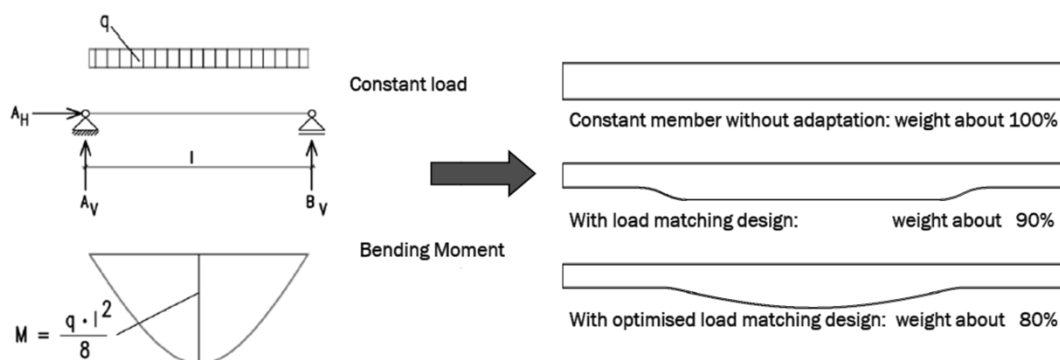 q
Constant load
A_H
l
A_V
B_V
Bending Moment
M = q · l² / 8
Constant member without adaptation: weight about 100%
With load matching design: weight about 90%
With optimised load matching design: weight about 80%